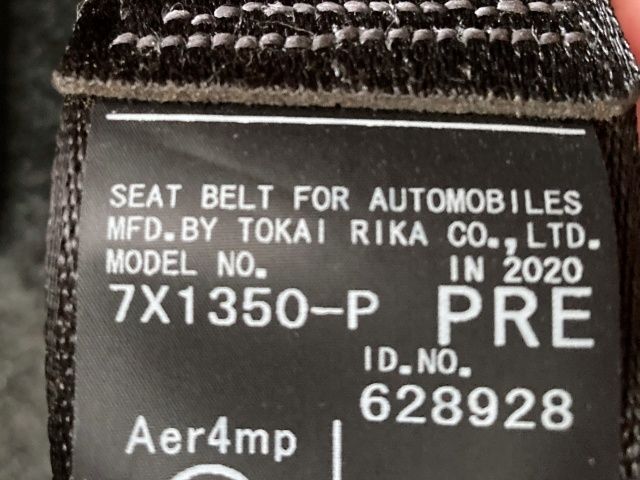 SEAT BELT FOR AUTOMOBILES
MFD.BY TOKAI RIKA CO.,LTD.
MODEL NO. IN 2020
7X1350-P PRE
ID.NO.
628928
Aer4mp